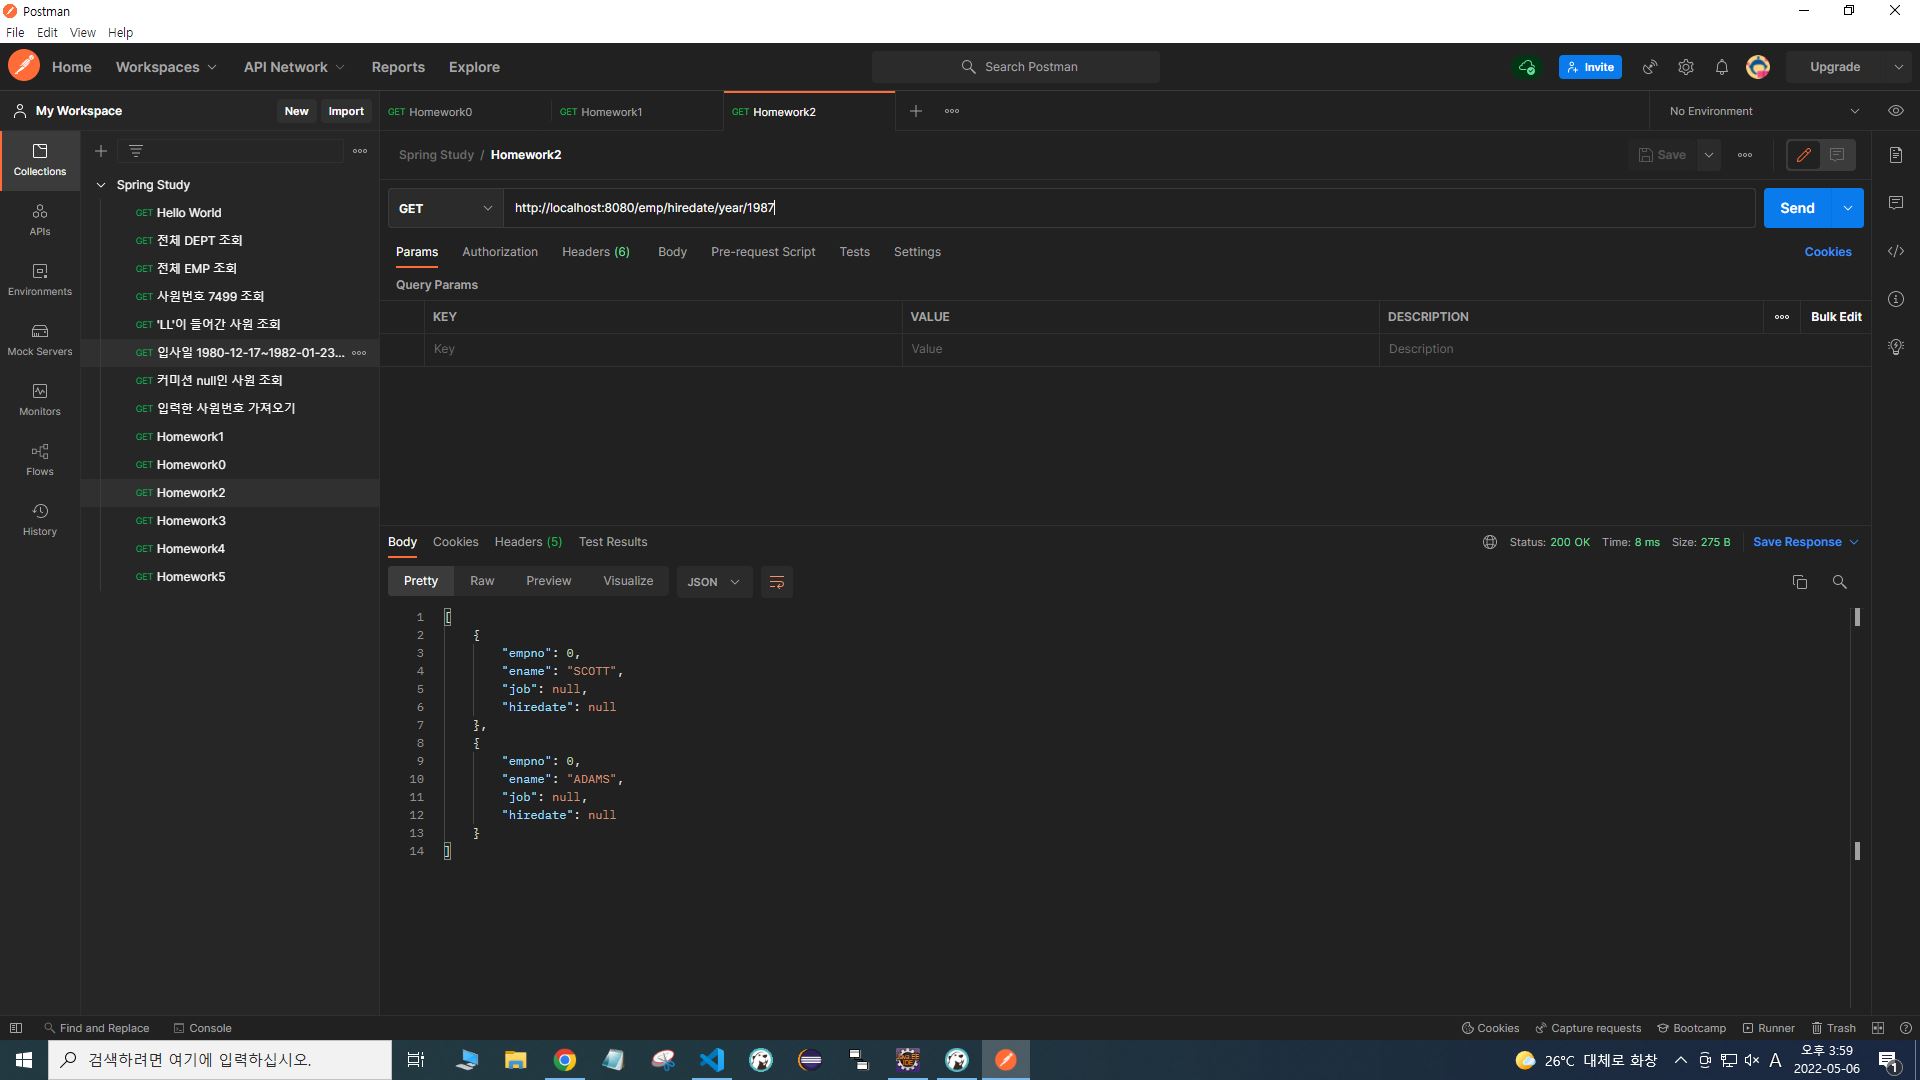 Postman
File Edit View Help
Home Workspaces API Network Reports Explore Search Postman Invite Upgrade
My Workspace New Import GET Homework0 GET Homework1 GET Homework2 No Environment
Spring Study / Homework2 Save
Collections
APIs
Environments
Mock Servers
Monitors
Flows
History
Spring Study
GET Hello World
GET 전체 DEPT 조회
GET 전체 EMP 조회
GET 사원번호 7499 조회
GET 'LL'이 들어간 사원 조회
GET 입사일 1980-12-17~1982-01-23...
GET 커미션 null인 사원 조회
GET 입력한 사원번호 가져오기
GET Homework1
GET Homework0
GET Homework2
GET Homework3
GET Homework4
GET Homework5
GET http://localhost:8080/emp/hiredate/year/1987 Send
Params Authorization Headers (6) Body Pre-request Script Tests Settings Cookies
Query Params
KEY VALUE DESCRIPTION Bulk Edit
Key Value Description
Body Cookies Headers (5) Test Results Status: 200 OK Time: 8 ms Size: 275 B Save Response
Pretty Raw Preview Visualize JSON
1 [
2 {
3 "empno": 0,
4 "ename": "SCOTT",
5 "job": null,
6 "hiredate": null
7 },
8 {
9 "empno": 0,
10 "ename": "ADAMS",
11 "job": null,
12 "hiredate": null
13 }
14 ]
Find and Replace Console Cookies Capture requests Bootcamp Runner Trash
검색하려면 여기에 입력하십시오.
26°C 대체로 화창 A 오후 3:59
2022-05-06 1